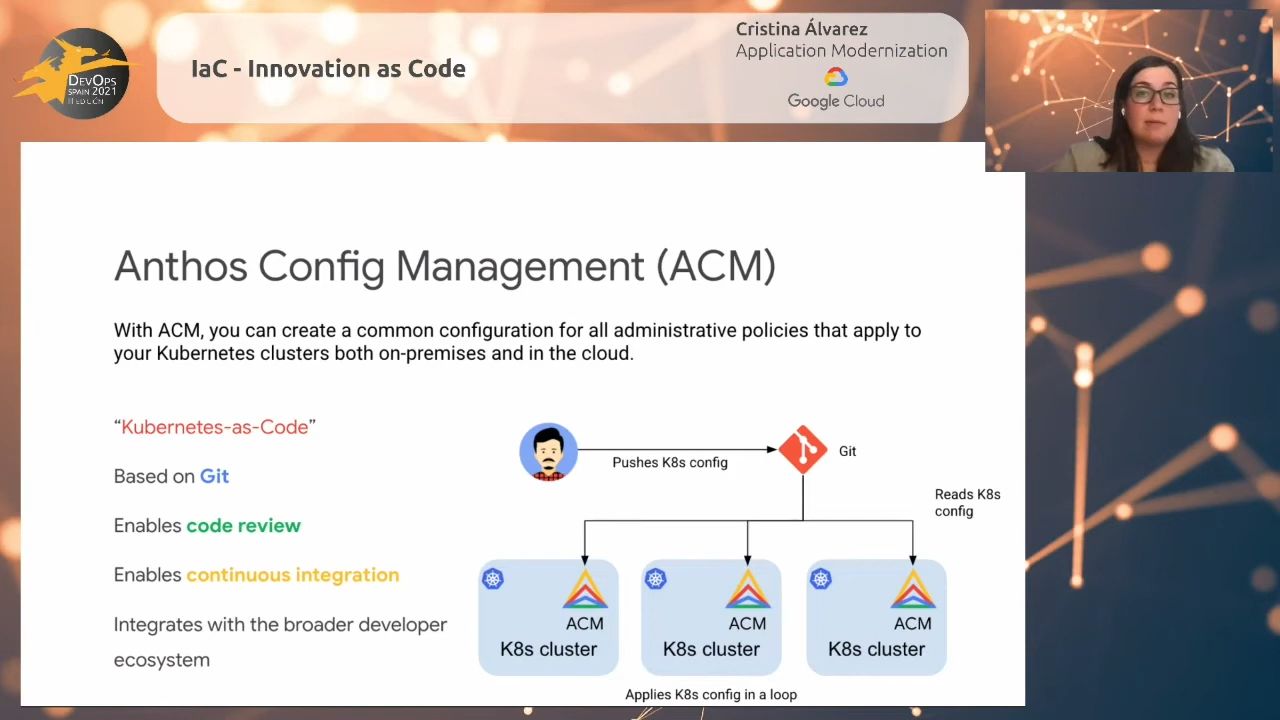 DEVOPS
SPAIN 2021
III EDICIÓN
IaC - Innovation as Code
Cristina Álvarez
Application Modernization
Google Cloud
Anthos Config Management (ACM)
With ACM, you can create a common configuration for all administrative policies that apply to
your Kubernetes clusters both on-premises and in the cloud.
“Kubernetes-as-Code”
Based on Git
Enables code review
Enables continuous integration
Integrates with the broader developer
ecosystem
Pushes K8s config
Git
Reads K8s
config
ACM
K8s cluster
ACM
K8s cluster
ACM
K8s cluster
Applies K8s config in a loop